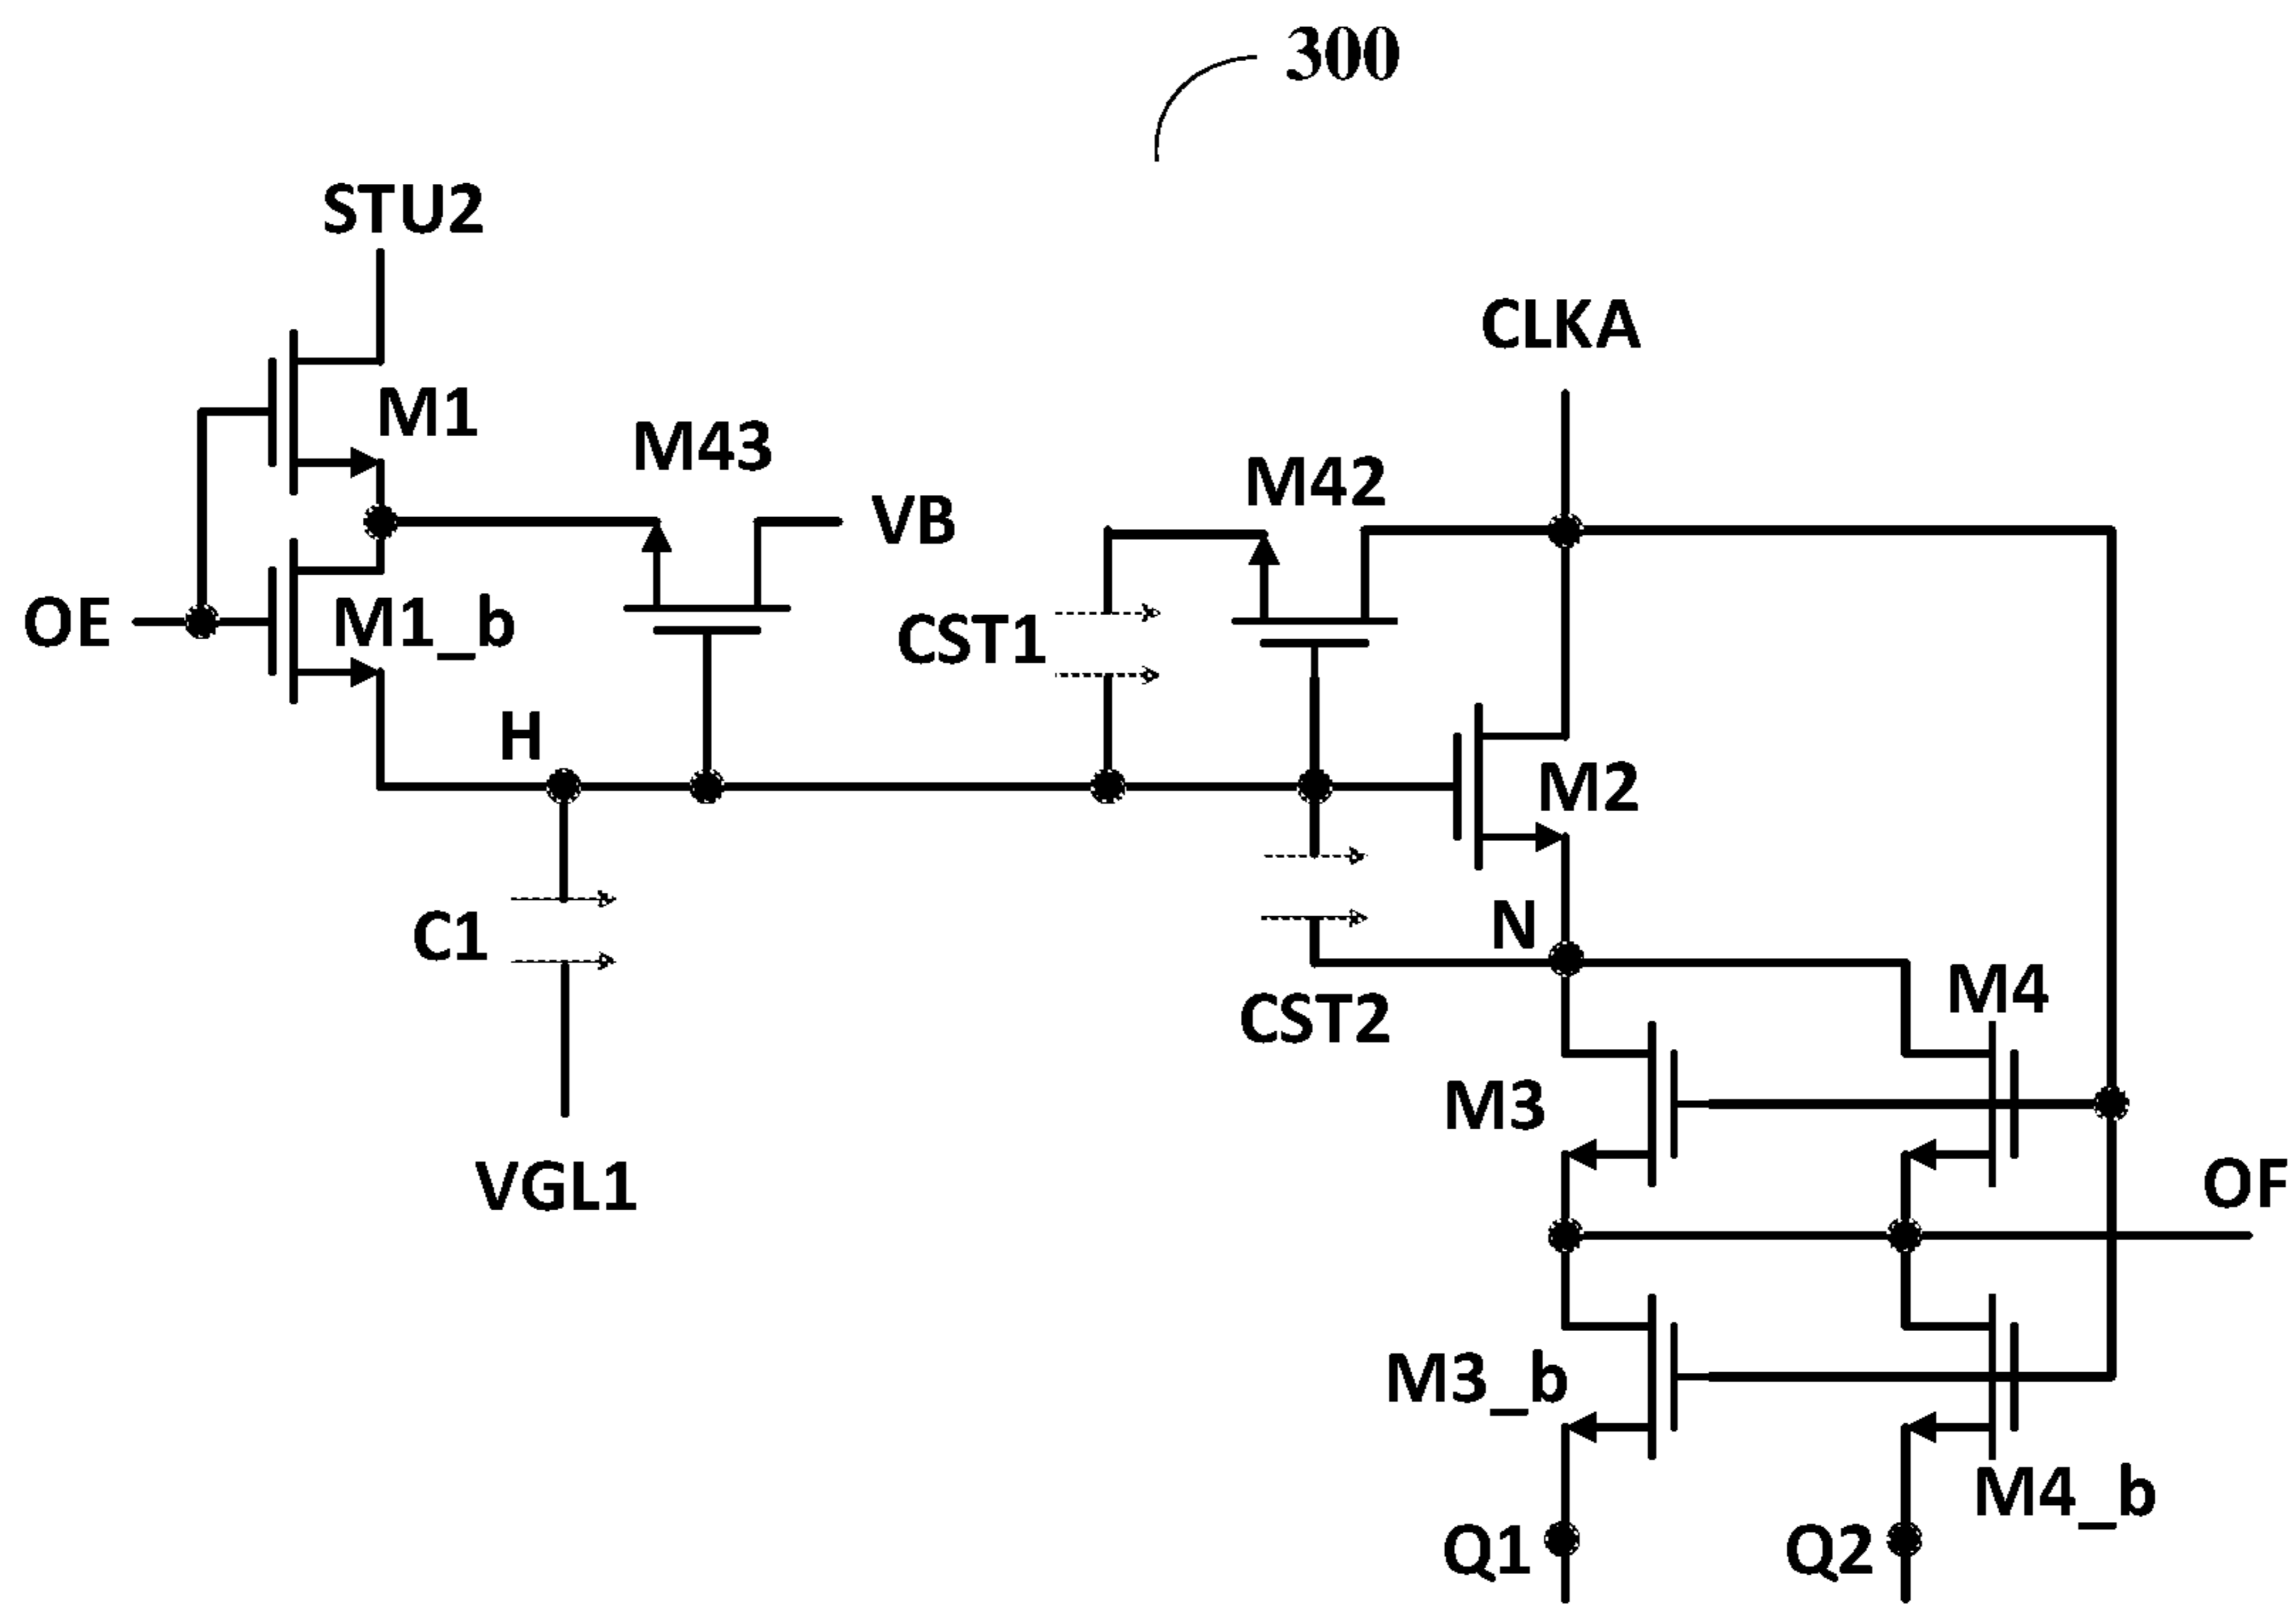 300
STU2
CLKA
M1
M43
M42
VB
OE
M1_b
CST1
H
M2
C1
N
CST2
M4
M3
VGL1
OF
M3_b
M4_b
Q1
Q2